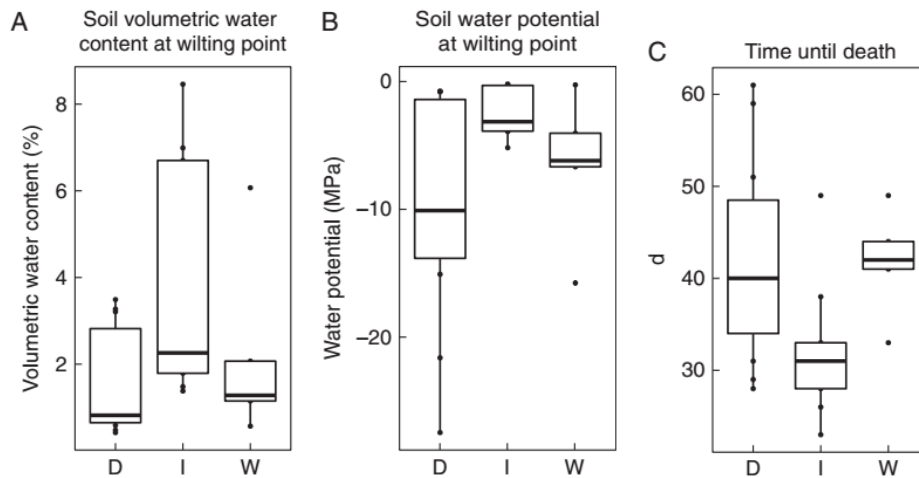 A
Soil volumetric water
content at wilting point
Volumetric water content (%)
8
6
4
2
D I W
B
Soil water potential
at wilting point
Water potential (MPa)
0
−10
−20
D I W
C
Time until death
d
60
50
40
30
D I W